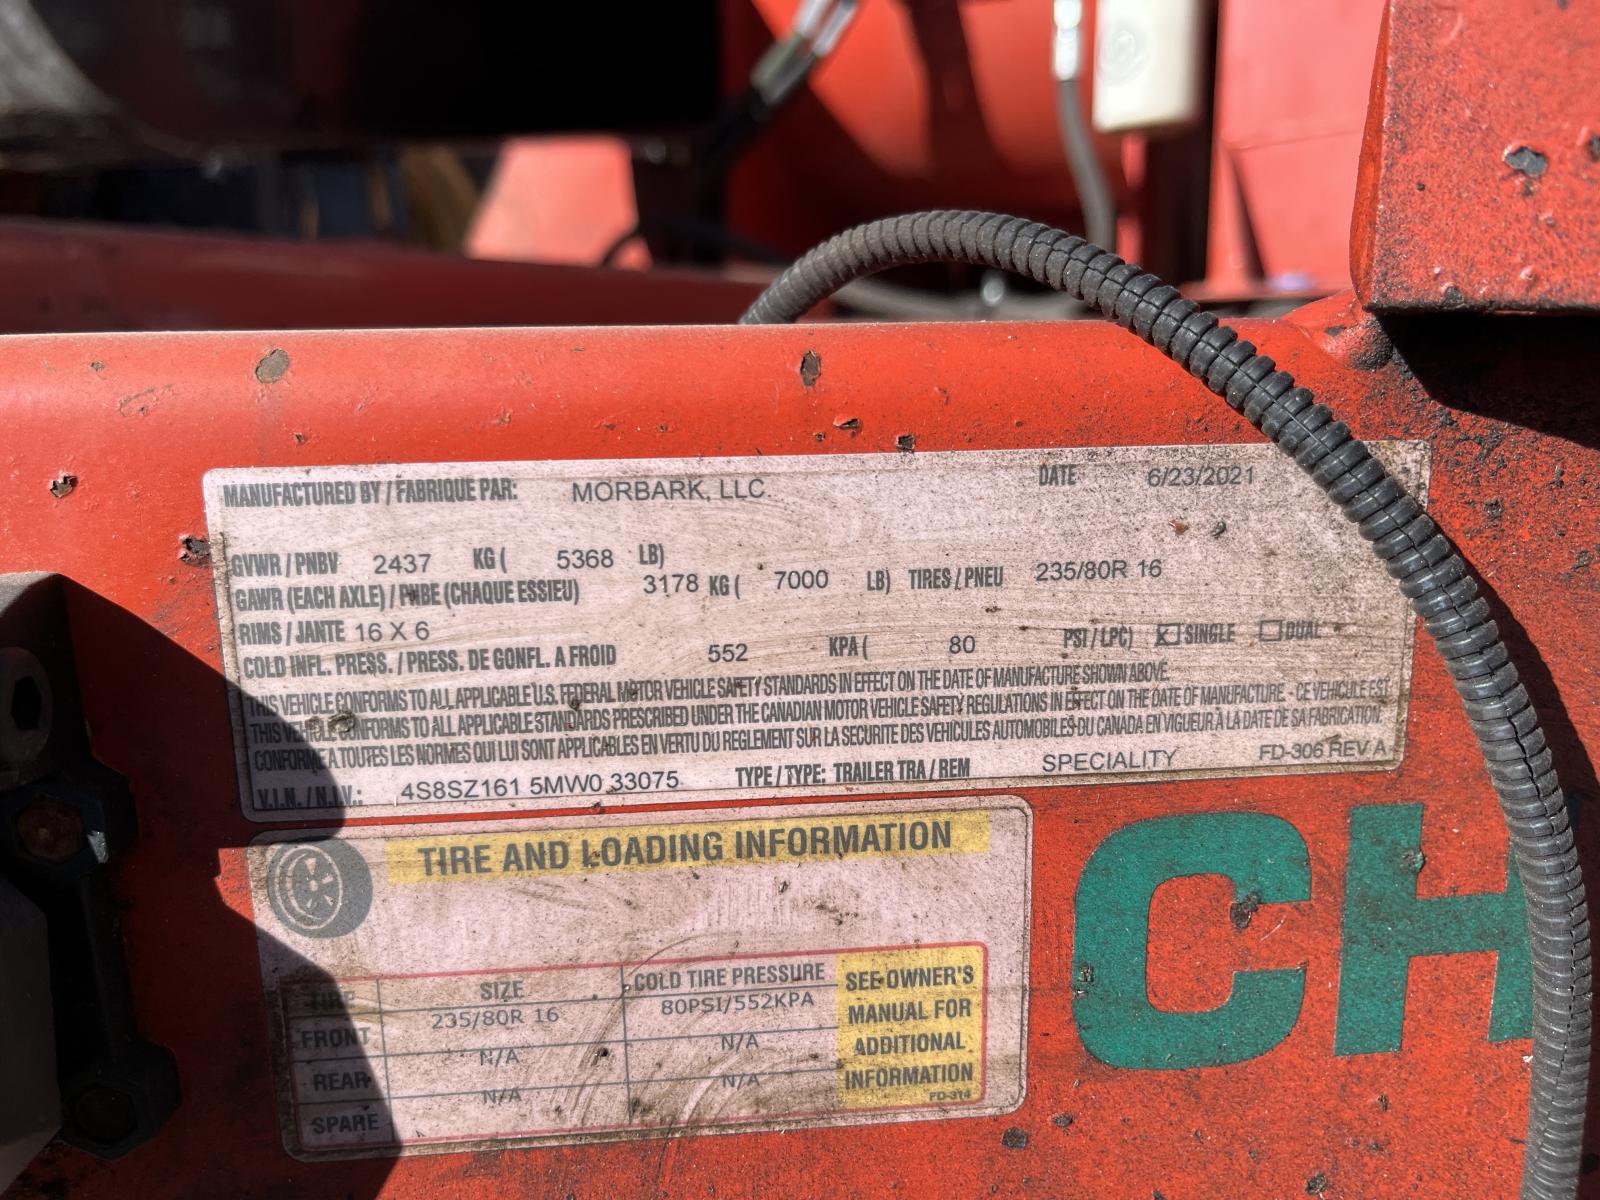 MANUFACTURED BY / FABRIQUE PAR: MORBARK, LLC. DATE 6/23/2021
GVWR / PNBV 2437 KG ( 5368 LB)
GAWR (EACH AXLE) / PNBE (CHAQUE ESSIEU) 3178 KG ( 7000 LB) TIRES / PNEU 235/80R 16
RIMS / JANTE 16 X 6
COLD INFL. PRESS. / PRESS. DE GONFL. A FROID 552 KPA ( 80 PSI / LPC) X SINGLE DUAL
THIS VEHICLE CONFORMS TO ALL APPLICABLE U.S. FEDERAL MOTOR VEHICLE SAFETY STANDARDS IN EFFECT ON THE DATE OF MANUFACTURE SHOWN ABOVE.
THIS VEHICLE CONFORMS TO ALL APPLICABLE STANDARDS PRESCRIBED UNDER THE CANADIAN MOTOR VEHICLE SAFETY REGULATIONS IN EFFECT ON THE DATE OF MANUFACTURE - CE VEHICULE EST
CONFORME A TOUTES LES NORMES QUI LUI SONT APPLICABLES EN VERTU DU REGLEMENT SUR LA SECURITE DES VEHICULES AUTOMOBILES DU CANADA EN VIGUEUR À LA DATE DE SA FABRICATION.
V.I.N. / N.I.V.: 4S8SZ161 5MW0 33075 TYPE / TYPE: TRAILER TRA / REM SPECIALITY FD-306 REV A
TIRE AND LOADING INFORMATION
TIRE SIZE COLD TIRE PRESSURE
FRONT 235/80R 16 80PSI/552KPA
REAR N/A N/A
SPARE N/A N/A
SEE OWNER'S
MANUAL FOR
ADDITIONAL
INFORMATION
FD-314
CH